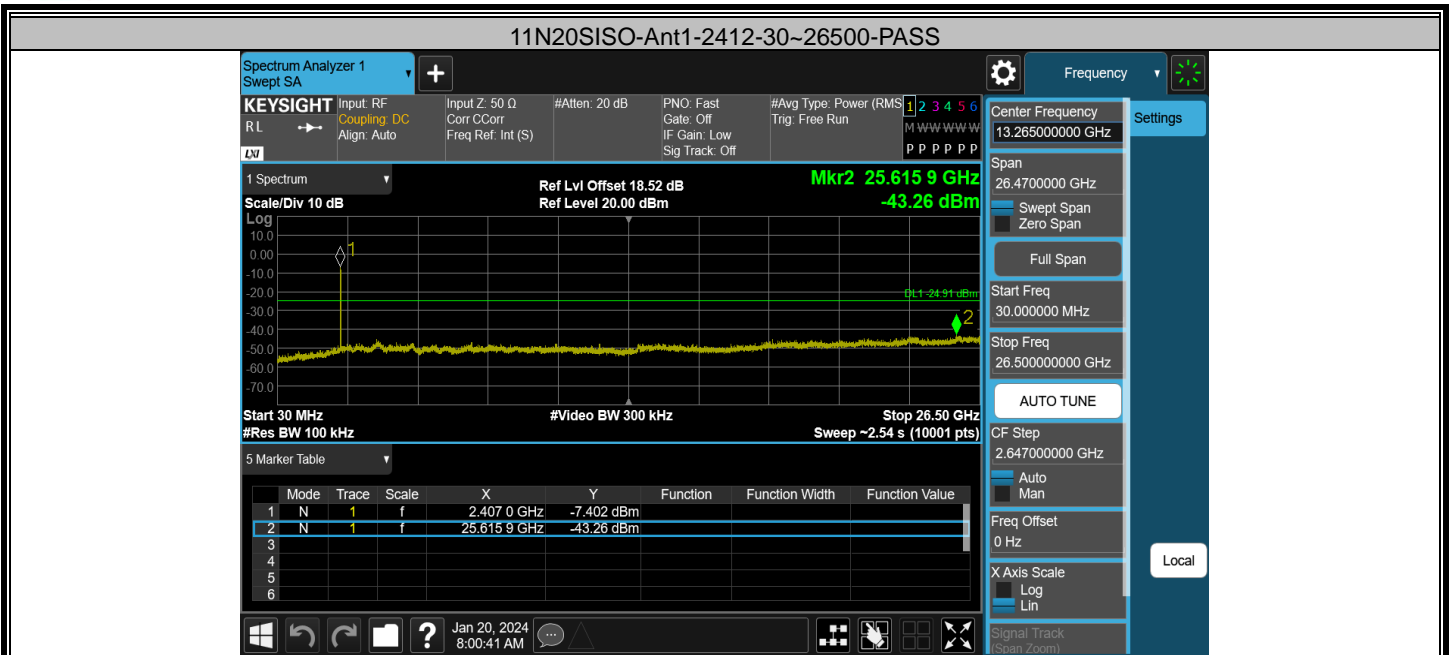 11N20SISO-Ant1-2412-30~26500-PASS
Spectrum Analyzer 1
Swept SA
+
Frequency
KEYSIGHT
RL
LXI
Input: RF
Coupling: DC
Align: Auto
Input Z: 50 Ω
Corr CCorr
Freq Ref: Int (S)
#Atten: 20 dB
PNO: Fast
Gate: Off
IF Gain: Low
Sig Track: Off
#Avg Type: Power (RMS
Trig: Free Run
1 2 3 4 5 6
M W W W W W
P P P P P P
1 Spectrum
Scale/Div 10 dB
Ref Lvl Offset 18.52 dB
Ref Level 20.00 dBm
Mkr2 25.615 9 GHz
-43.26 dBm
Log
10.0
0.00
-10.0
-20.0
-30.0
-40.0
-50.0
-60.0
-70.0
1
DL1 -24.91 dBm
2
Start 30 MHz
#Video BW 300 kHz
Stop 26.50 GHz
#Res BW 100 kHz
Sweep ~2.54 s (10001 pts)
5 Marker Table
Mode Trace Scale X Y Function Function Width Function Value
1 N 1 f 2.407 0 GHz -7.402 dBm
2 N 1 f 25.615 9 GHz -43.26 dBm
3
4
5
6
?
Jan 20, 2024
8:00:41 AM
Center Frequency
13.265000000 GHz
Span
26.4700000 GHz
Swept Span
Zero Span
Full Span
Start Freq
30.000000 MHz
Stop Freq
26.500000000 GHz
AUTO TUNE
CF Step
2.647000000 GHz
Auto
Man
Freq Offset
0 Hz
X Axis Scale
Log
Lin
Signal Track
(Span Zoom)
Settings
Local